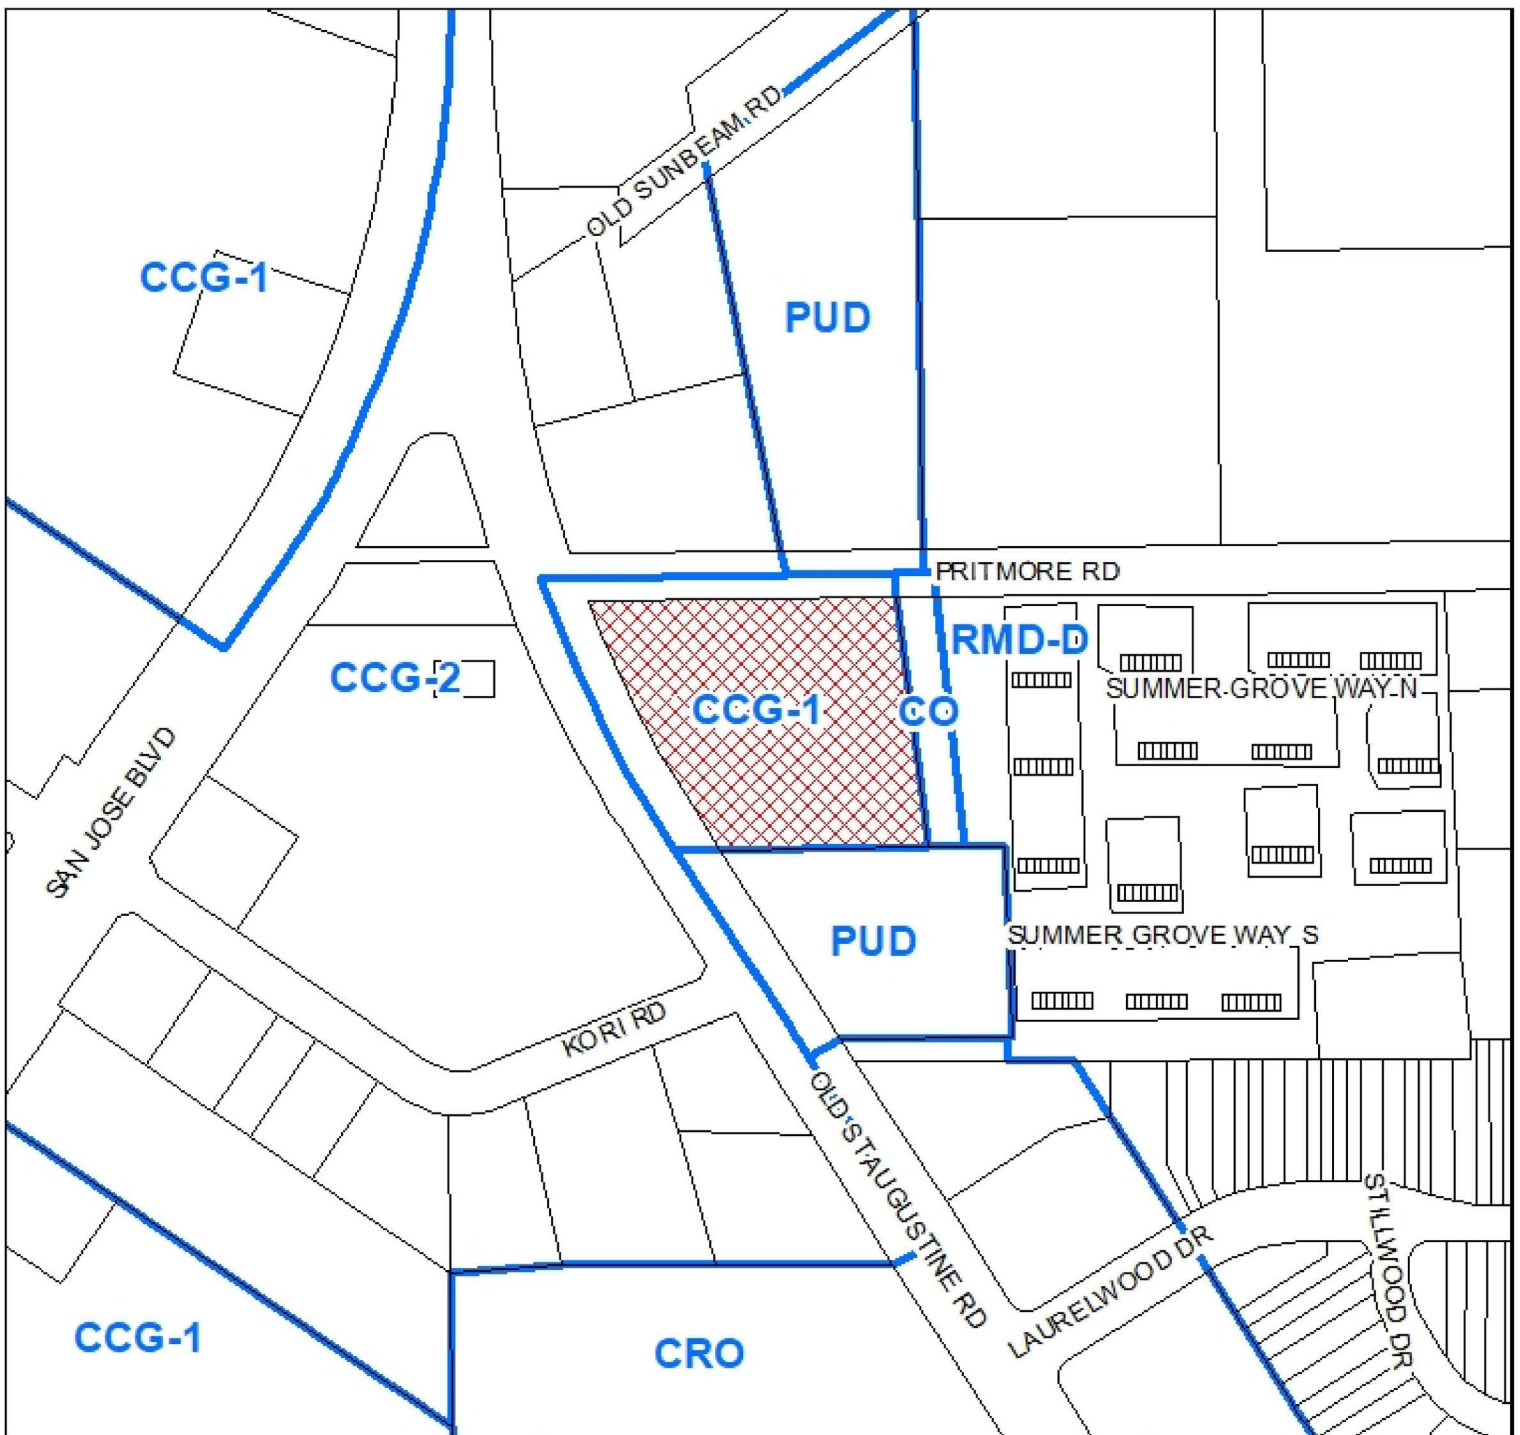 OLD SUNBEAM RD
CCG-1
PUD
PRITMORE RD
RMD-D
CCG-2
SUMMER GROVE WAY N
CCG-1
CO
SAN JOSE BLVD
PUD
SUMMER GROVE WAY S
KORI RD
OLD ST AUGUSTINE RD
STILLWOOD DR
LAURELWOOD DR
CCG-1
CRO